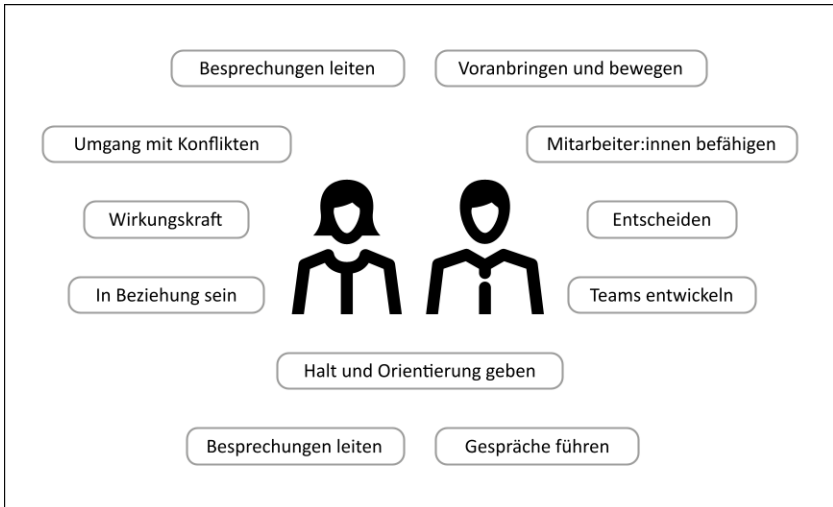 Besprechungen leiten
Voranbringen und bewegen
Umgang mit Konflikten
Mitarbeiter:innen befähigen
Wirkungskraft
Entscheiden
In Beziehung sein
Teams entwickeln
Halt und Orientierung geben
Besprechungen leiten
Gespräche führen